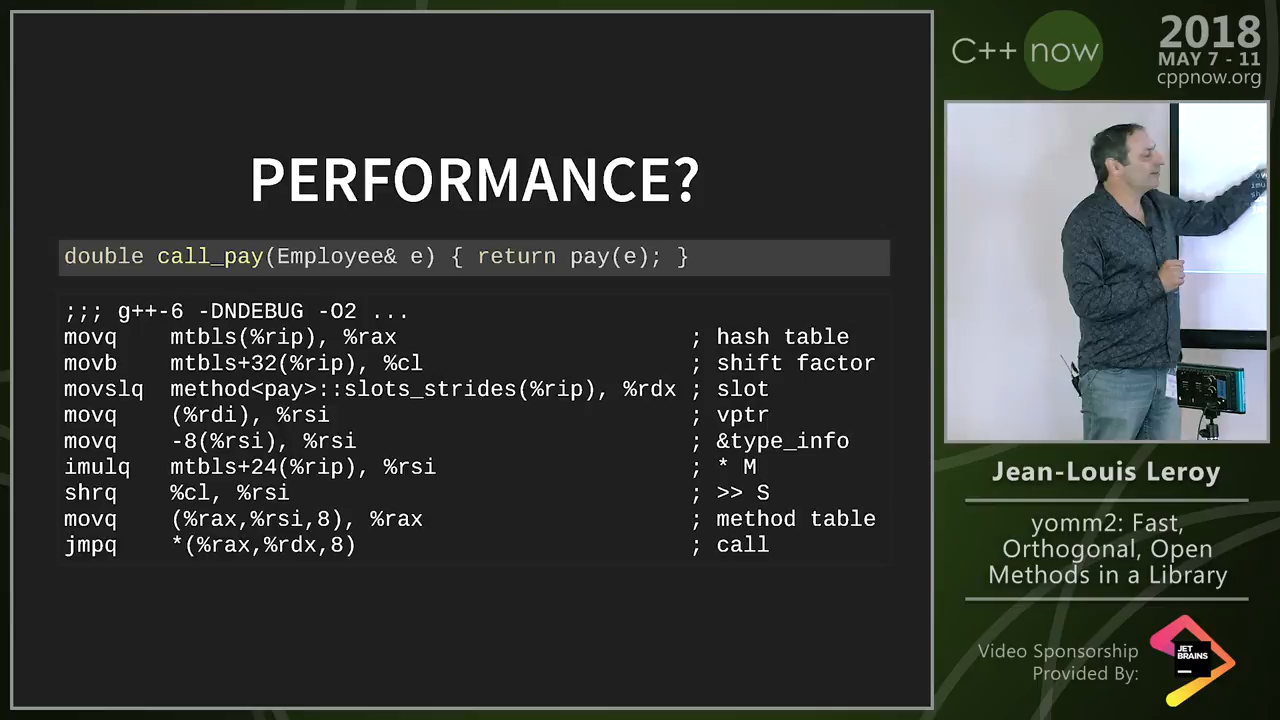 PERFORMANCE?
double call_pay(Employee& e) { return pay(e); }
;;; g++-6 -DNDEBUG -O2 ...
movq mtbls(%rip), %rax ; hash table
movb mtbls+32(%rip), %cl ; shift factor
movslq method<pay>::slots_strides(%rip), %rdx ; slot
movq (%rdi), %rsi ; vptr
movq -8(%rsi), %rsi ; &type_info
imulq mtbls+24(%rip), %rsi ; * M
shrq %cl, %rsi ; >> S
movq (%rax,%rsi,8), %rax ; method table
jmpq *(%rax,%rdx,8) ; call
C++ now
2018
MAY 7 - 11
cppnow.org
Jean-Louis Leroy
yomm2: Fast,
Orthogonal, Open
Methods in a Library
Video Sponsorship
Provided By:
JET
BRAINS